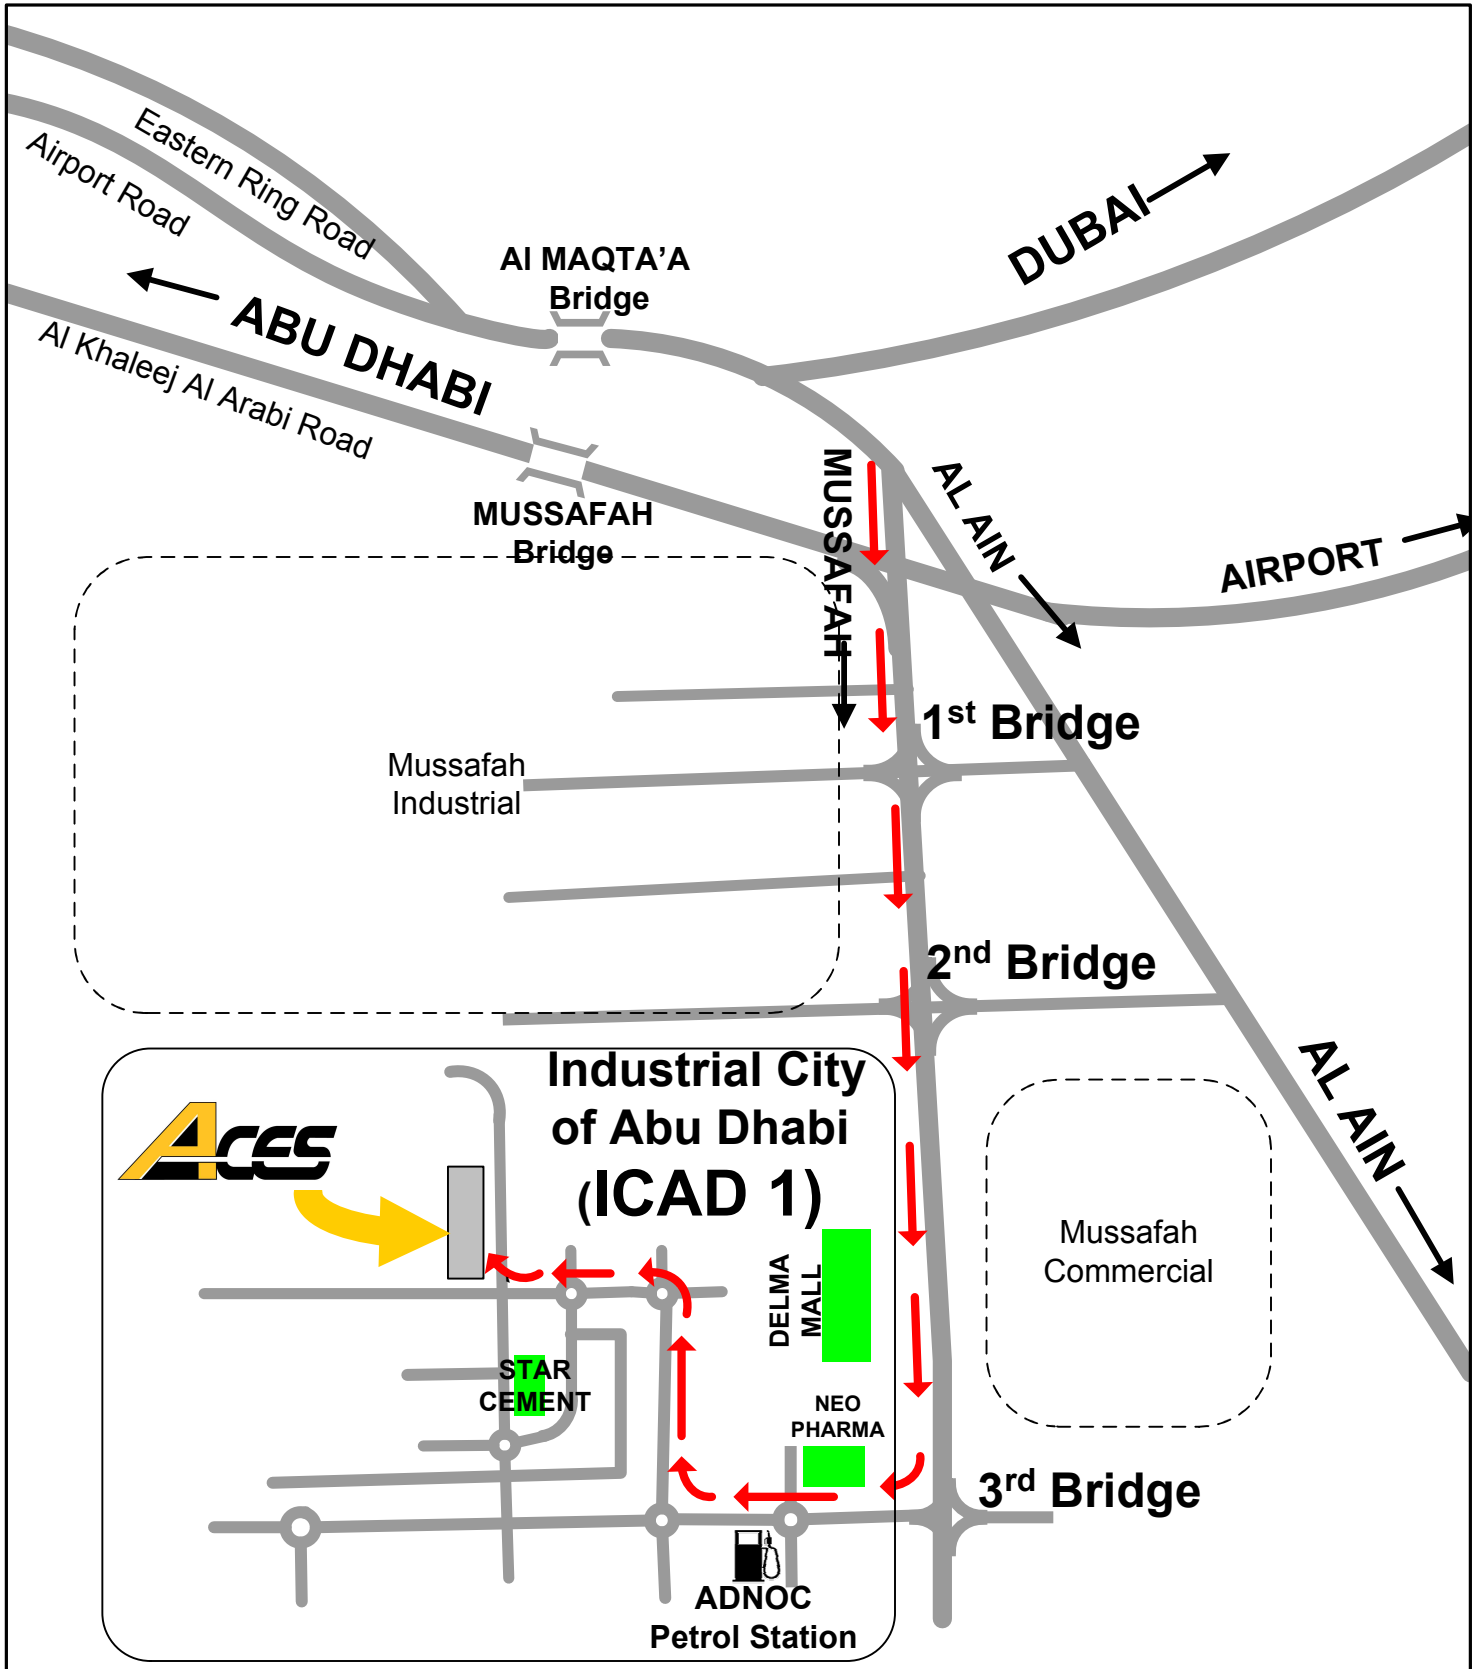 Eastern Ring Road
Airport Road
DUBAI
Al MAQTA'A
Bridge
ABU DHABI
Al Khaleej Al Arabi Road
MUSSAFAH
AL AIN
MUSSAFAH
Bridge
AIRPORT
1st Bridge
Mussafah
Industrial
2nd Bridge
Industrial City
of Abu Dhabi
(ICAD 1)
AL AIN
ACES
Mussafah
Commercial
DELMA
MALL
STAR
CEMENT
NEO
PHARMA
3rd Bridge
ADNOC
Petrol Station